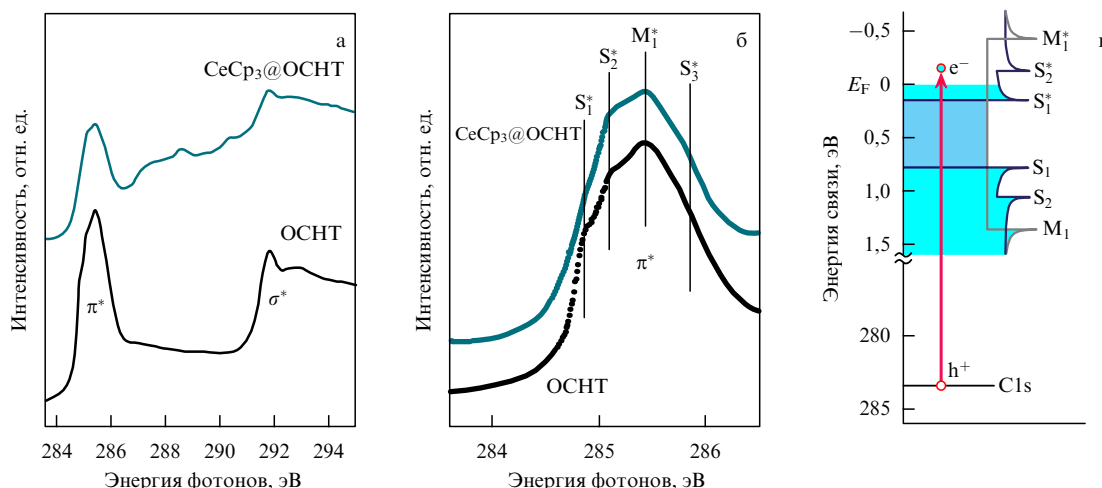 а
CeCp₃@ОСНТ
ОСНТ
π*
σ*
Интенсивность, отн. ед.
284 286 288 290 292 294
Энергия фотонов, эВ
б
M₁*
S₂*
S₃*
S₁*
CeCp₃@ОСНТ
π*
ОСНТ
Интенсивность, отн. ед.
284 285 286
Энергия фотонов, эВ
−0,5
M₁*
e⁻
S₂*
E_F 0
S₁*
0,5
S₁
1,0
S₂
M₁
1,5
Энергия связи, эВ
280
h⁺
C1s
285